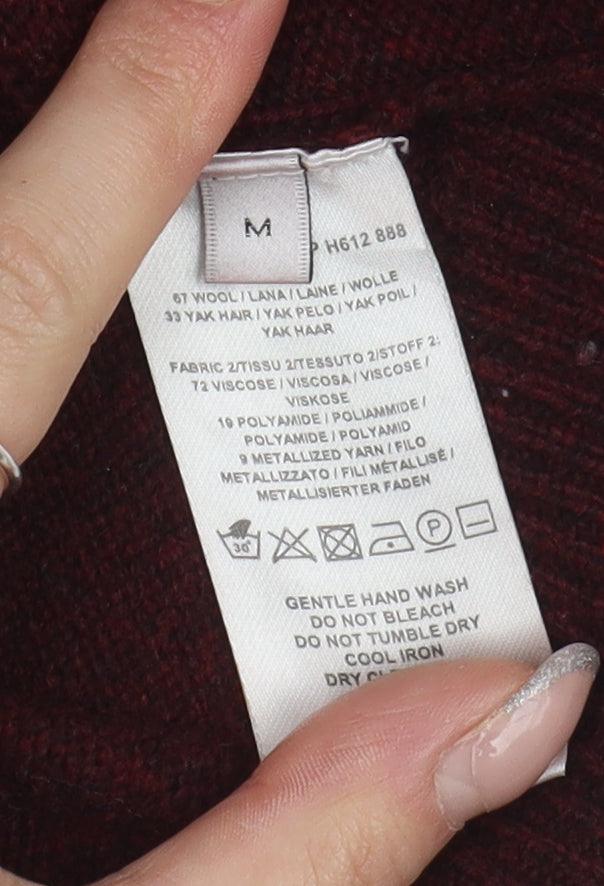 M
P H612 888
67 WOOL / LANA / LAINE / WOLLE
33 YAK HAIR / YAK PELO / YAK POIL /
YAK HAAR
FABRIC 2/TISSU 2/TESSUTO 2/STOFF 2:
72 VISCOSE / VISCOSA / VISCOSE /
VISKOSE
19 POLYAMIDE / POLIAMMIDE /
POLYAMIDE / POLYAMID
9 METALLIZED YARN / FILO
METALLIZZATO / FILI MÉTALLISÉ /
METALLISIERTER FADEN
30° P
GENTLE HAND WASH
DO NOT BLEACH
DO NOT TUMBLE DRY
COOL IRON
DRY